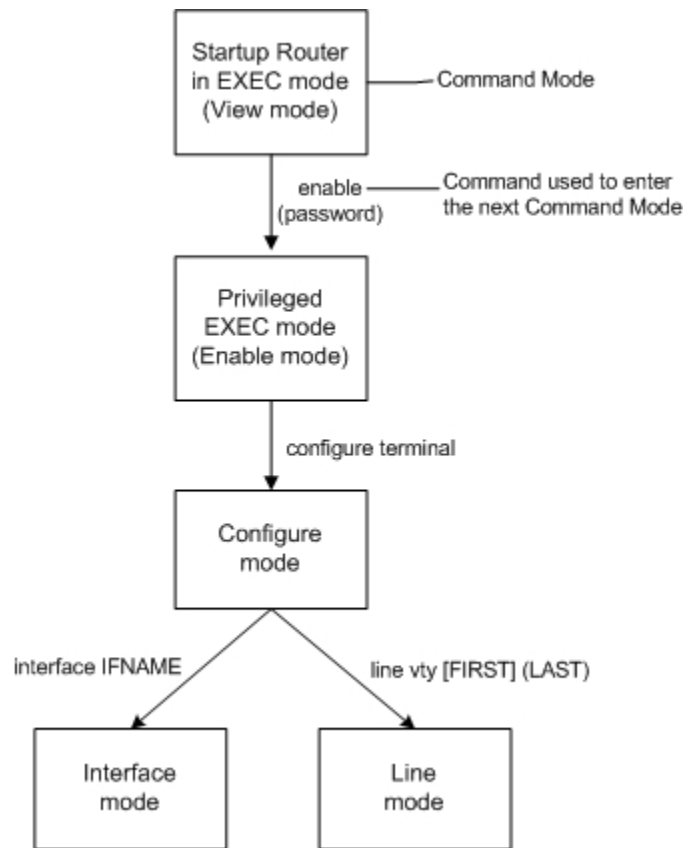 Startup Router
in EXEC mode
(View mode)
Command Mode
enable
(password)
Command used to enter
the next Command Mode
Privileged
EXEC mode
(Enable mode)
configure terminal
Configure
mode
interface IFNAME
line vty [FIRST] (LAST)
Interface
mode
Line
mode